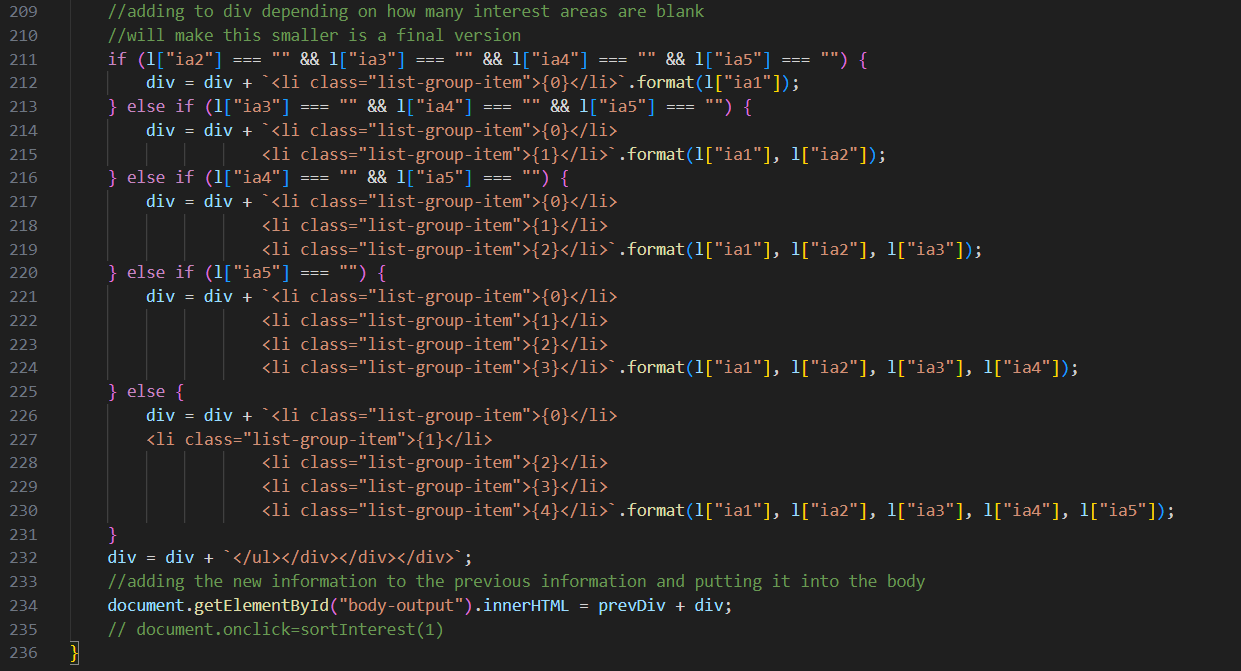 209 //adding to div depending on how many interest areas are blank
210 //will make this smaller is a final version
211 if (l["ia2"] === "" && l["ia3"] === "" && l["ia4"] === "" && l["ia5"] === "") {
212 div = div + `<li class="list-group-item">{0}</li>`.format(l["ia1"]);
213 } else if (l["ia3"] === "" && l["ia4"] === "" && l["ia5"] === "") {
214 div = div + `<li class="list-group-item">{0}</li>
215 <li class="list-group-item">{1}</li>`.format(l["ia1"], l["ia2"]);
216 } else if (l["ia4"] === "" && l["ia5"] === "") {
217 div = div + `<li class="list-group-item">{0}</li>
218 <li class="list-group-item">{1}</li>
219 <li class="list-group-item">{2}</li>`.format(l["ia1"], l["ia2"], l["ia3"]);
220 } else if (l["ia5"] === "") {
221 div = div + `<li class="list-group-item">{0}</li>
222 <li class="list-group-item">{1}</li>
223 <li class="list-group-item">{2}</li>
224 <li class="list-group-item">{3}</li>`.format(l["ia1"], l["ia2"], l["ia3"], l["ia4"]);
225 } else {
226 div = div + `<li class="list-group-item">{0}</li>
227 <li class="list-group-item">{1}</li>
228 <li class="list-group-item">{2}</li>
229 <li class="list-group-item">{3}</li>
230 <li class="list-group-item">{4}</li>`.format(l["ia1"], l["ia2"], l["ia3"], l["ia4"], l["ia5"]);
231 }
232 div = div + `</ul></div></div></div>`;
233 //adding the new information to the previous information and putting it into the body
234 document.getElementById("body-output").innerHTML = prevDiv + div;
235 // document.onclick=sortInterest(1)
236 }